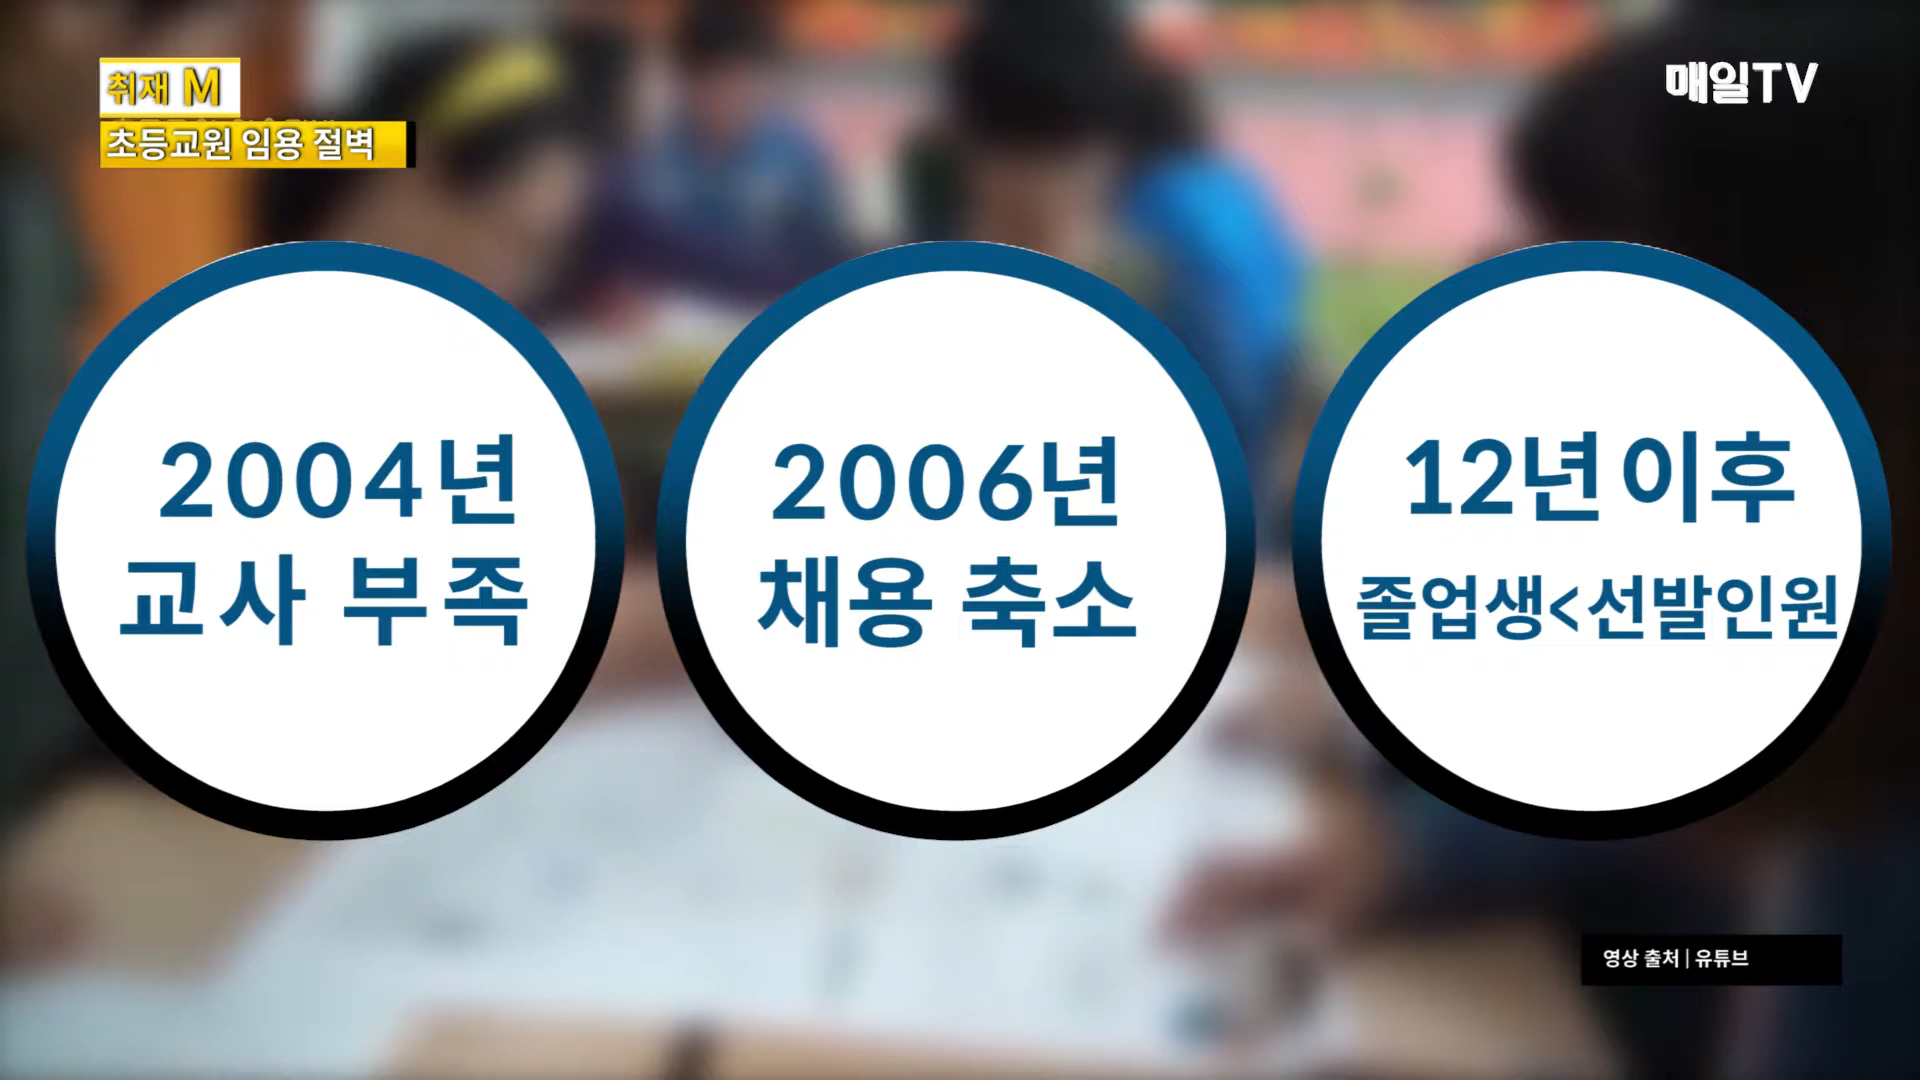 취재 M
초등교원 임용 절벽
매일TV
2004년
교사 부족
2006년
채용 축소
12년 이후
졸업생<선발인원
영상 출처 | 유튜브